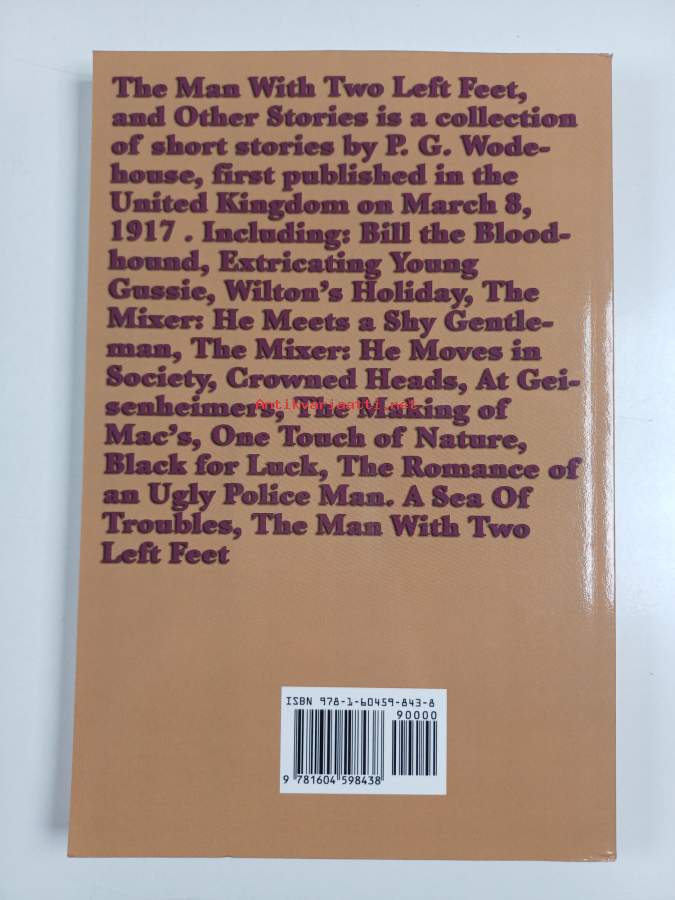 The Man With Two Left Feet,
and Other Stories is a collection
of short stories by P. G. Wode-
house, first published in the
United Kingdom on March 8,
1917 . Including: Bill the Blood-
hound, Extricating Young
Gussie, Wilton's Holiday, The
Mixer: He Meets a Shy Gentle-
man, The Mixer: He Moves in
Society, Crowned Heads, At Gei-
senheimers, The Making of
Antikvariaatti.net
Mac's, One Touch of Nature,
Black for Luck, The Romance of
an Ugly Police Man. A Sea Of
Troubles, The Man With Two
Left Feet
ISBN 978-1-60459-843-8
90000
9 781604 598438